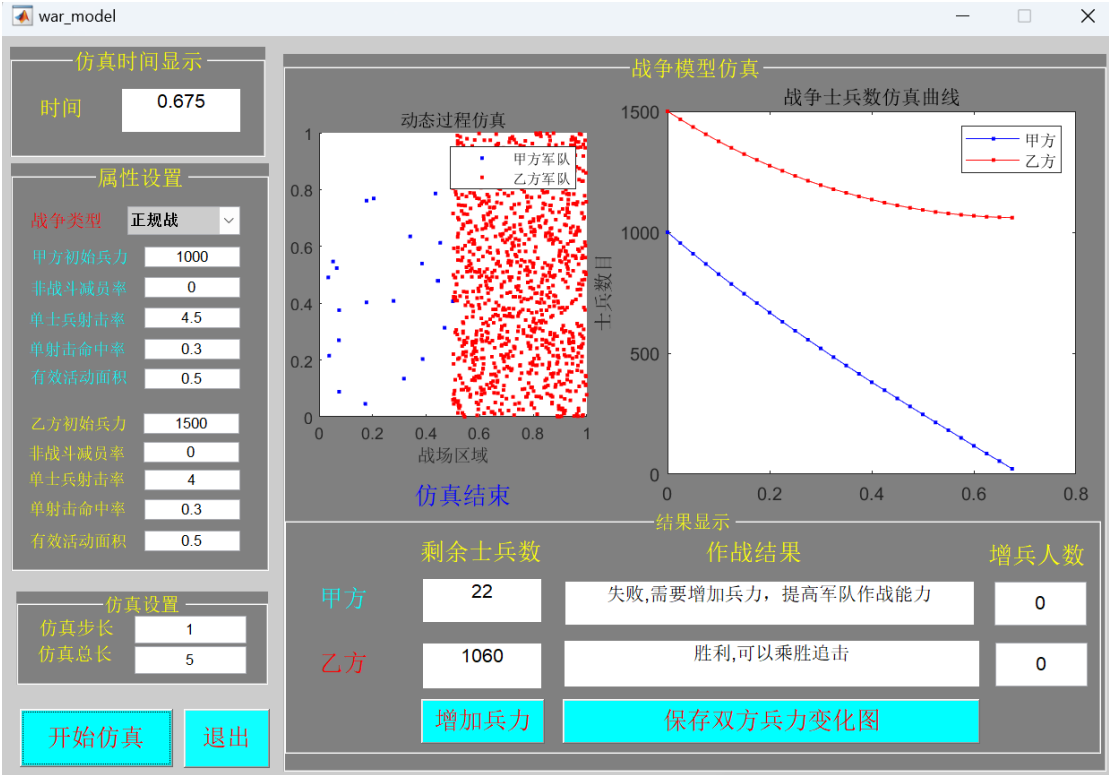 war_model
仿真时间显示
时间
0.675
属性设置
战争类型
正规战
甲方初始兵力
1000
非战斗减员率
0
单士兵射击率
4.5
单射击命中率
0.3
有效活动面积
0.5
乙方初始兵力
1500
非战斗减员率
0
单士兵射击率
4
单射击命中率
0.3
有效活动面积
0.5
仿真设置
仿真步长
1
仿真总长
5
开始仿真
退出
战争模型仿真
动态过程仿真
甲方军队
乙方军队
1
0.8
0.6
0.4
0.2
0
0 0.2 0.4 0.6 0.8 1
战场区域
仿真结束
战争士兵数仿真曲线
甲方
乙方
士兵数目
1500
1000
500
0
0 0.2 0.4 0.6 0.8
结果显示
剩余士兵数 作战结果 增兵人数
甲方 22 失败,需要增加兵力，提高军队作战能力 0
乙方 1060 胜利,可以乘胜追击 0
增加兵力
保存双方兵力变化图